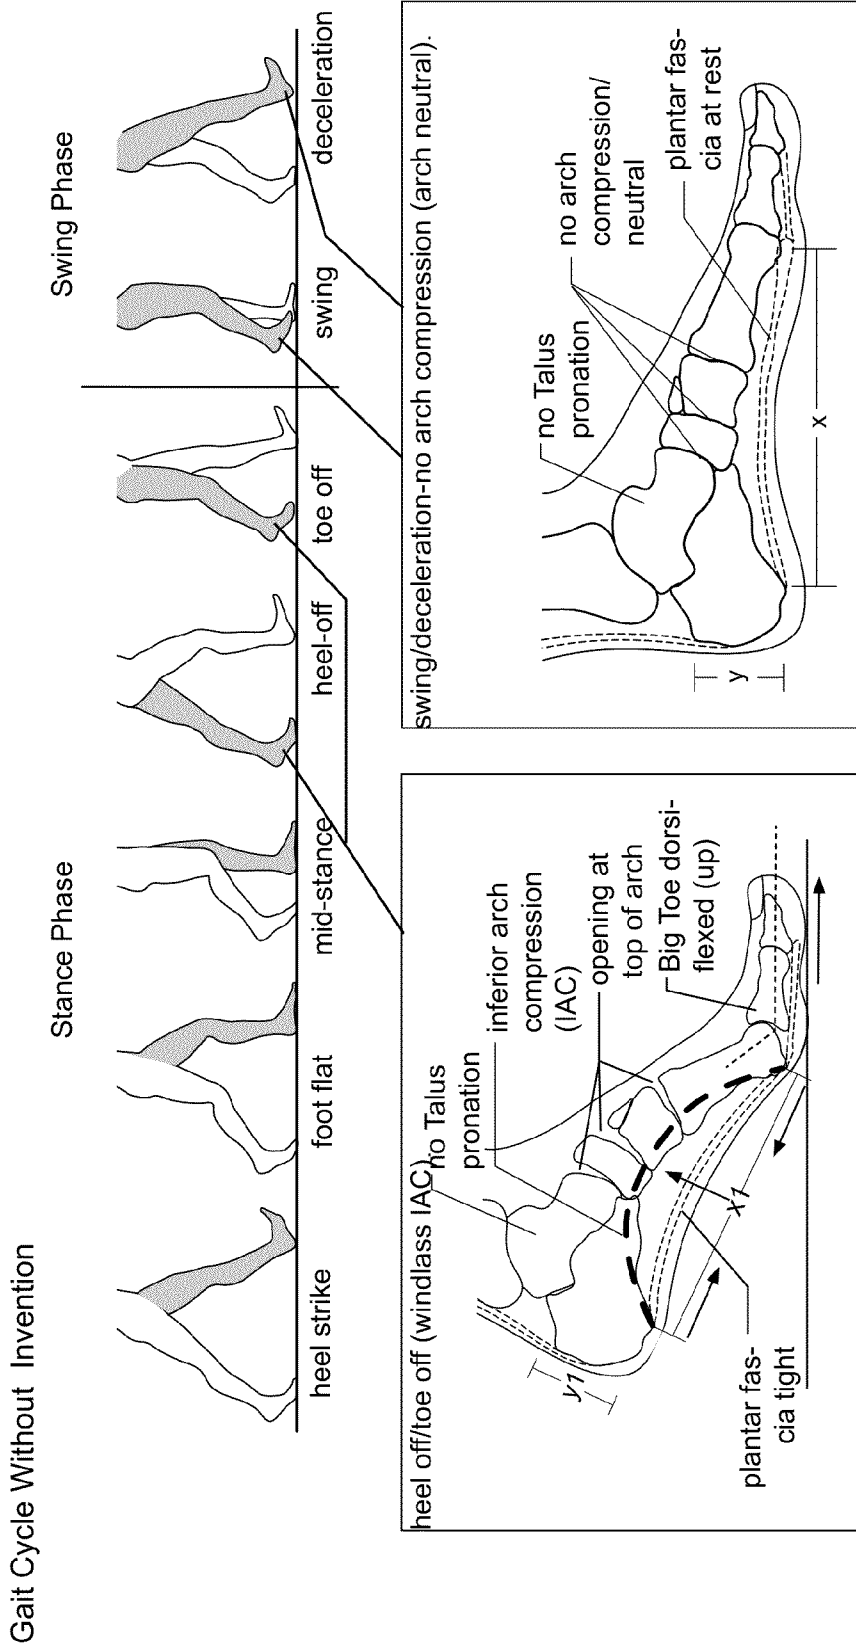 Gait Cycle Without Invention
Stance Phase
Swing Phase
heel strike
foot flat
mid-stance
heel-off
toe off
swing
deceleration
heel off/toe off (windlass IAC)
no Talus
pronation
inferior arch
compression
(IAC)
opening at
top of arch
Big Toe dorsi-
flexed (up)
y1
x1
plantar fas-
cia tight
swing/deceleration-no arch compression (arch neutral).
no Talus
pronation
no arch
compression/
neutral
plantar fas-
cia at rest
y
x